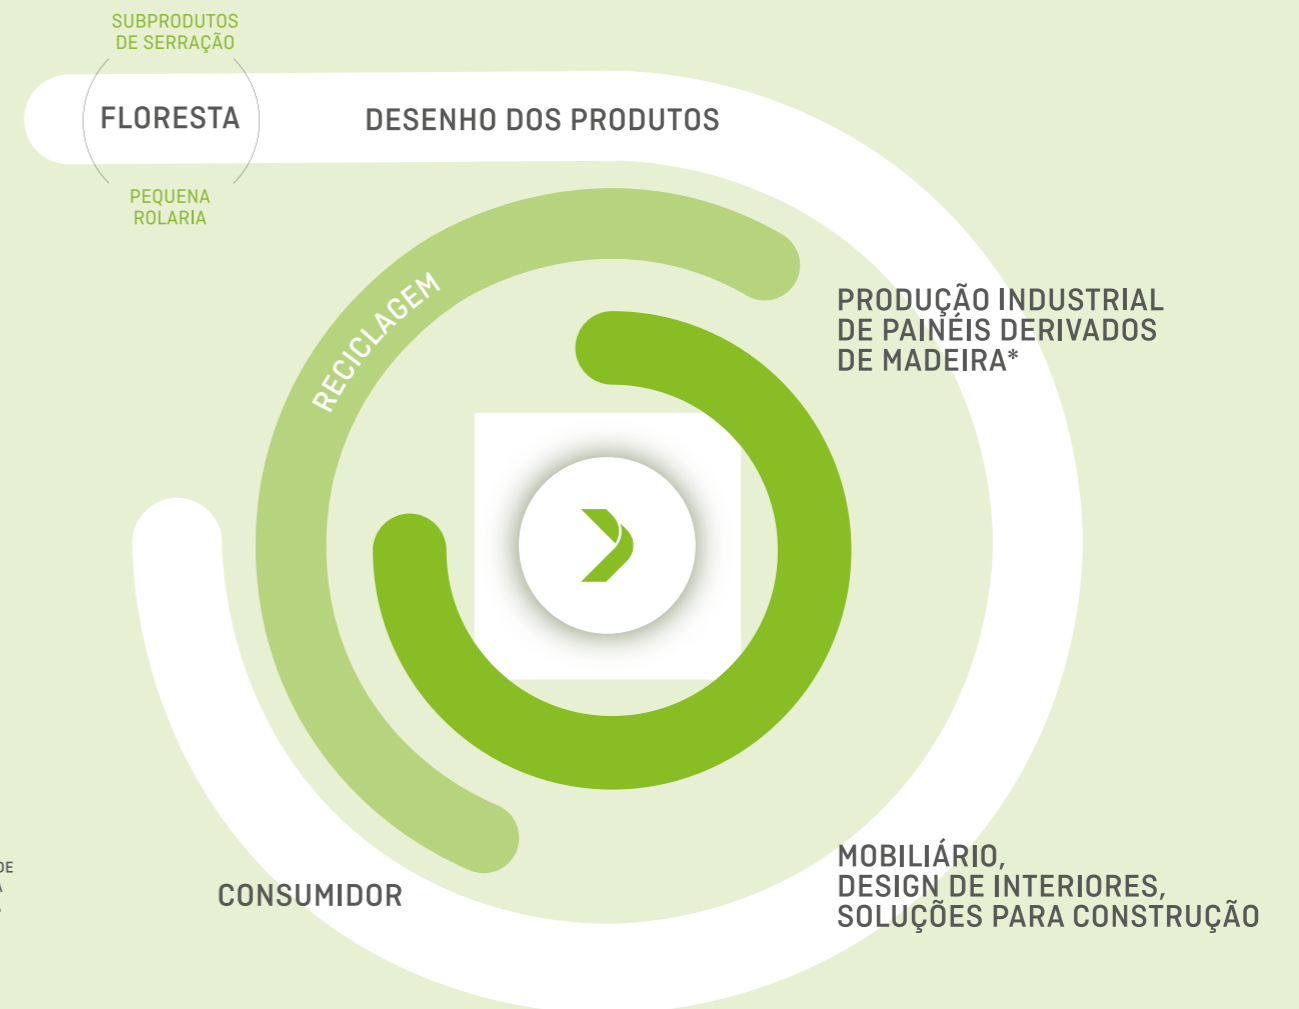 SUBPRODUTOS
DE SERRAÇÃO
FLORESTA
DESENHO DOS PRODUTOS
PEQUENA
ROLARIA
RECICLAGEM
PRODUÇÃO INDUSTRIAL
DE PAINÉIS DERIVADOS
DE MADEIRA*
MOBILIÁRIO,
DESIGN DE INTERIORES,
SOLUÇÕES PARA CONSTRUÇÃO
CONSUMIDOR
DE